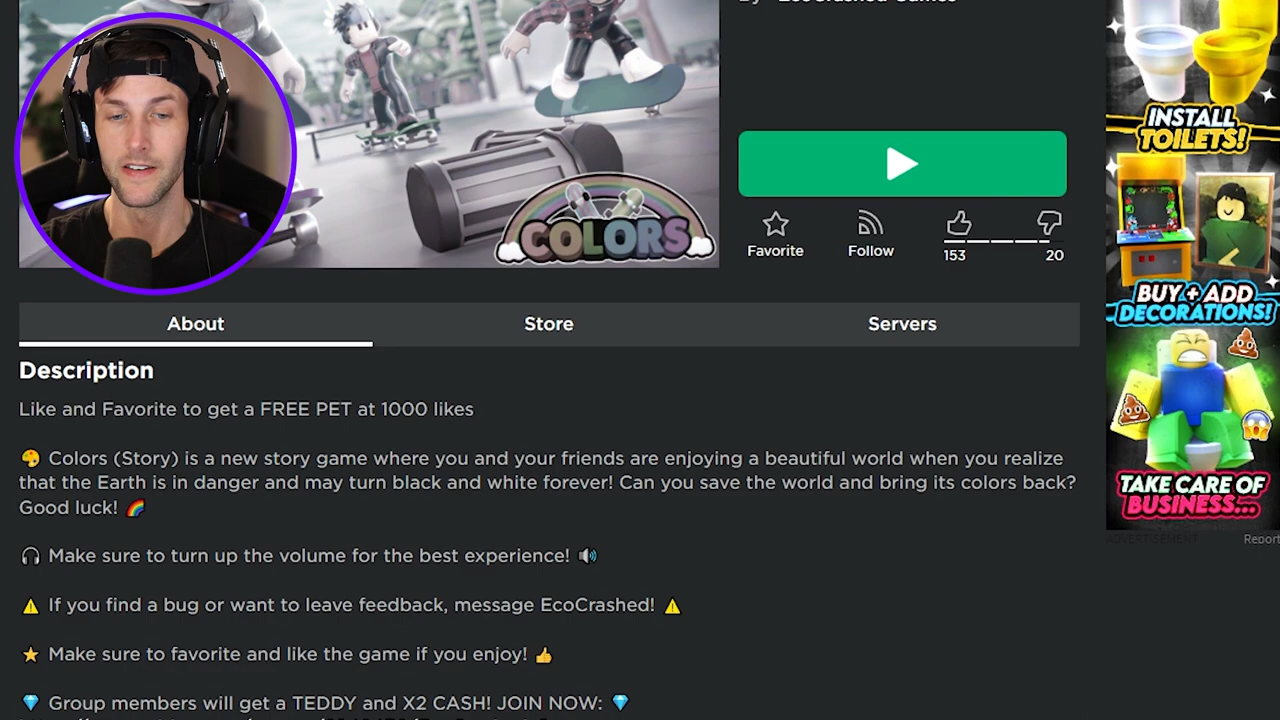 By EcoCrashed Games
COLORS
Favorite
Follow
153
20
About
Store
Servers
Description
Like and Favorite to get a FREE PET at 1000 likes
🎨 Colors (Story) is a new story game where you and your friends are enjoying a beautiful world when you realize
that the Earth is in danger and may turn black and white forever! Can you save the world and bring its colors back?
Good luck! 🌈
🎧 Make sure to turn up the volume for the best experience! 🔊
⚠️ If you find a bug or want to leave feedback, message EcoCrashed! ⚠️
⭐ Make sure to favorite and like the game if you enjoy! 👍
💎 Group members will get a TEDDY and X2 CASH! JOIN NOW: 💎
INSTALL
TOILETS!
BUY + ADD
DECORATIONS!
TAKE CARE OF
BUSINESS...
ADVERTISEMENT
Report